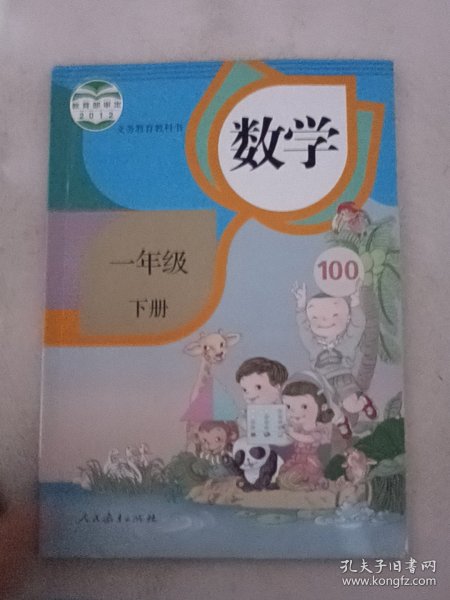 教育部审定
2012
义务教育教科书
数学
一年级
下册
100
人民教育出版社
孔夫子旧书网
www.kongfz.com